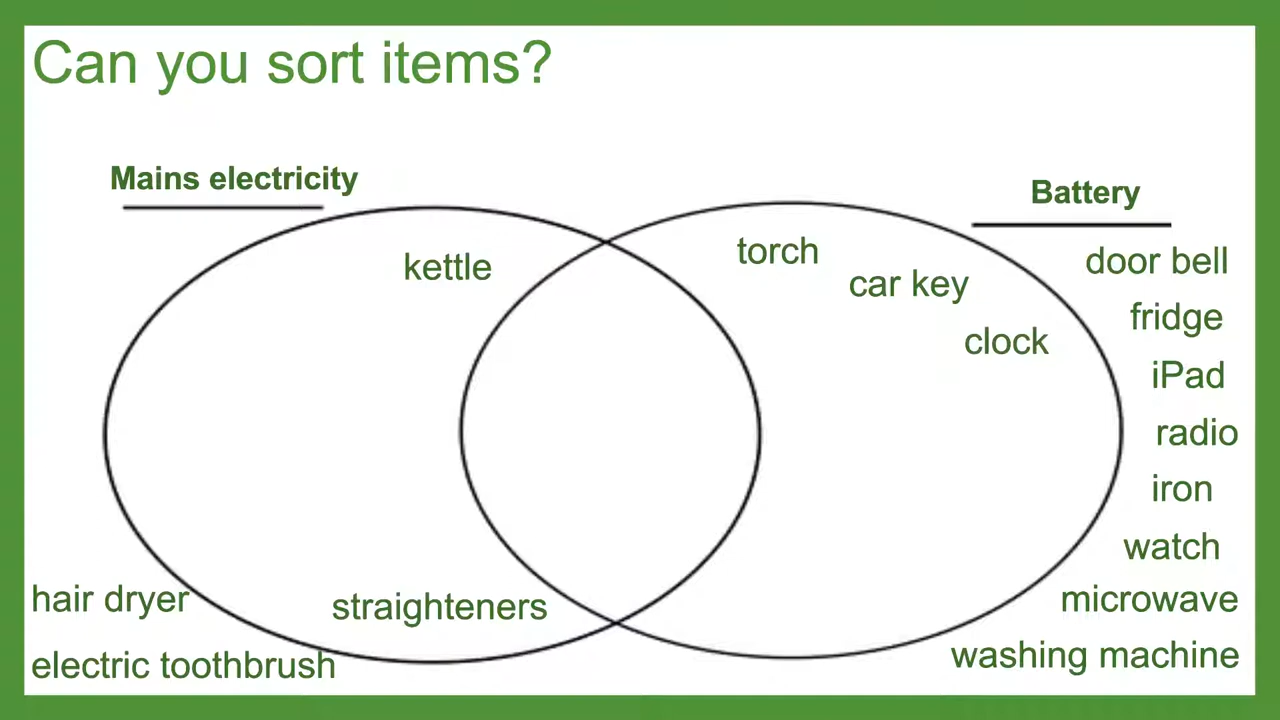 Can you sort items?
Mains electricity
Battery
kettle
torch
car key
clock
door bell
fridge
iPad
radio
iron
watch
microwave
washing machine
hair dryer
straighteners
electric toothbrush